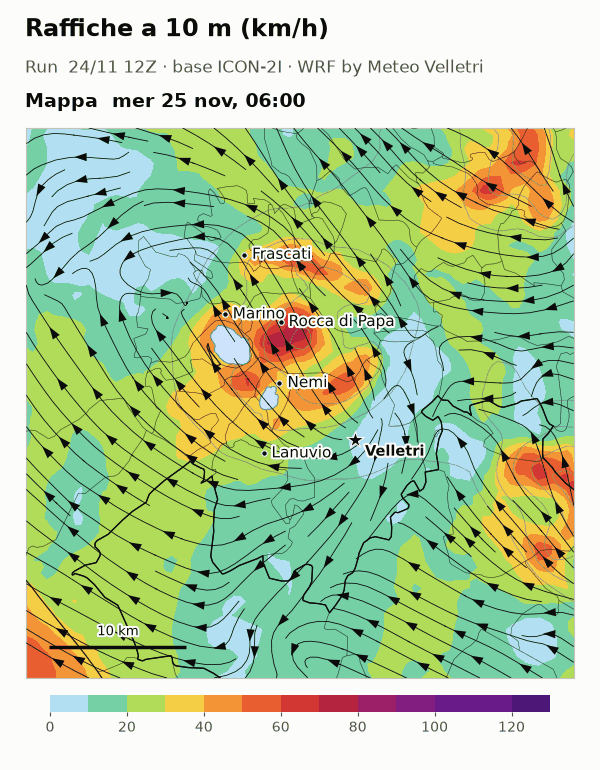 Raffiche a 10 m (km/h)
Run  24/11 12Z · base ICON-2I · WRF by Meteo Velletri
Mappa  mer 25 nov, 06:00
Frascati
Marino
Rocca di Papa
Nemi
Velletri
Lanuvio
10 km
0 20 40 60 80 100 120